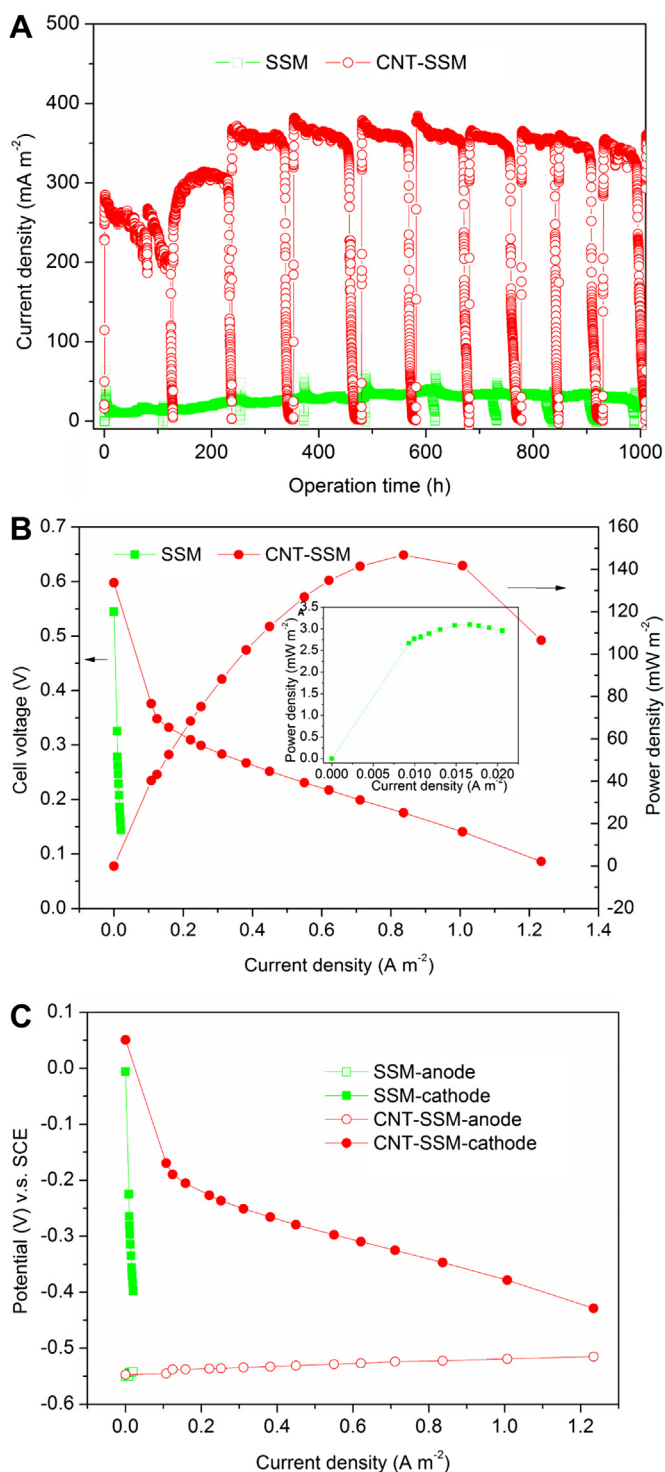 A
SSM CNT-SSM
500
400
300
200
100
0
Current density (mA m-2)
0 200 400 600 800 1000
Operation time (h)
B
SSM CNT-SSM
0.7
0.6
0.5
0.4
0.3
0.2
0.1
0.0
Cell voltage (V)
160
140
120
100
80
60
40
20
0
-20
Power density (mW m-2)
A
3.5
3.0
2.5
2.0
1.5
1.0
0.5
0.0
Power density (mW m-2)
0.000 0.005 0.010 0.015 0.020
Current density (A m-2)
0.0 0.2 0.4 0.6 0.8 1.0 1.2 1.4
Current density (A m-2)
C
SSM-anode
SSM-cathode
CNT-SSM-anode
CNT-SSM-cathode
0.1
0.0
-0.1
-0.2
-0.3
-0.4
-0.5
-0.6
Potential (V) v.s. SCE
0.0 0.2 0.4 0.6 0.8 1.0 1.2
Current density (A m-2)